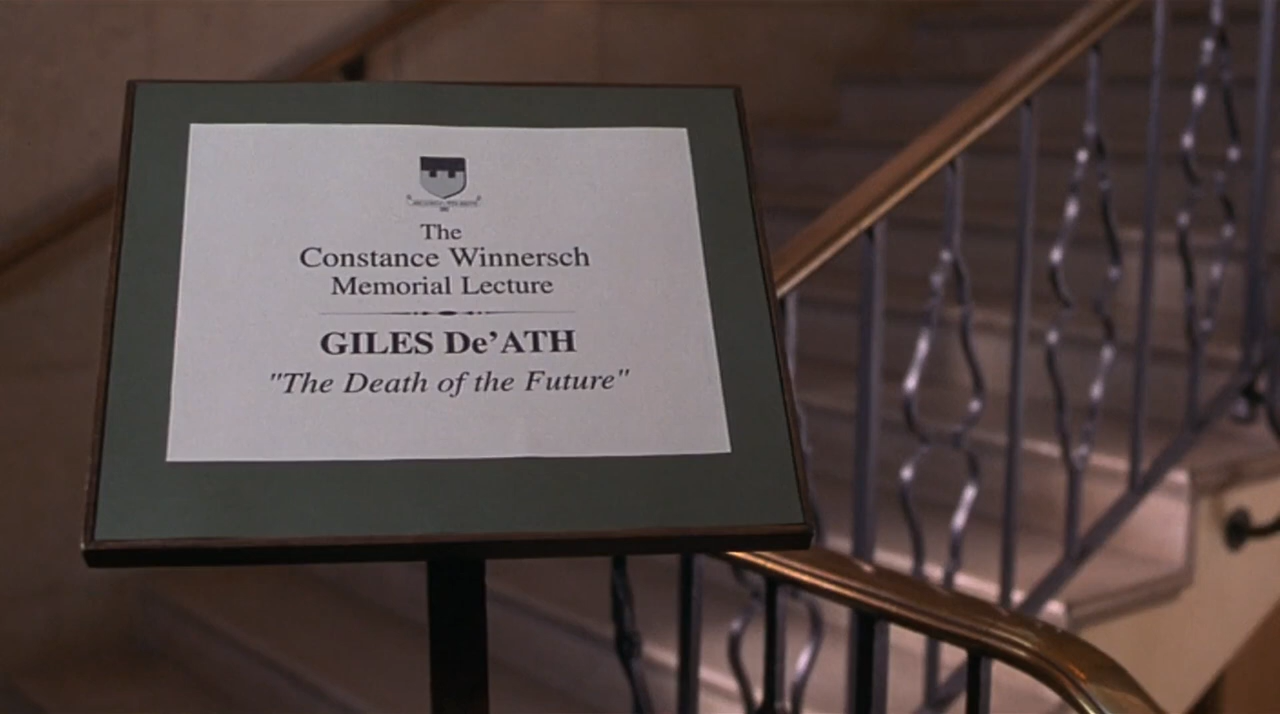 The
Constance Winnersch
Memorial Lecture
GILES De’ATH
"The Death of the Future"